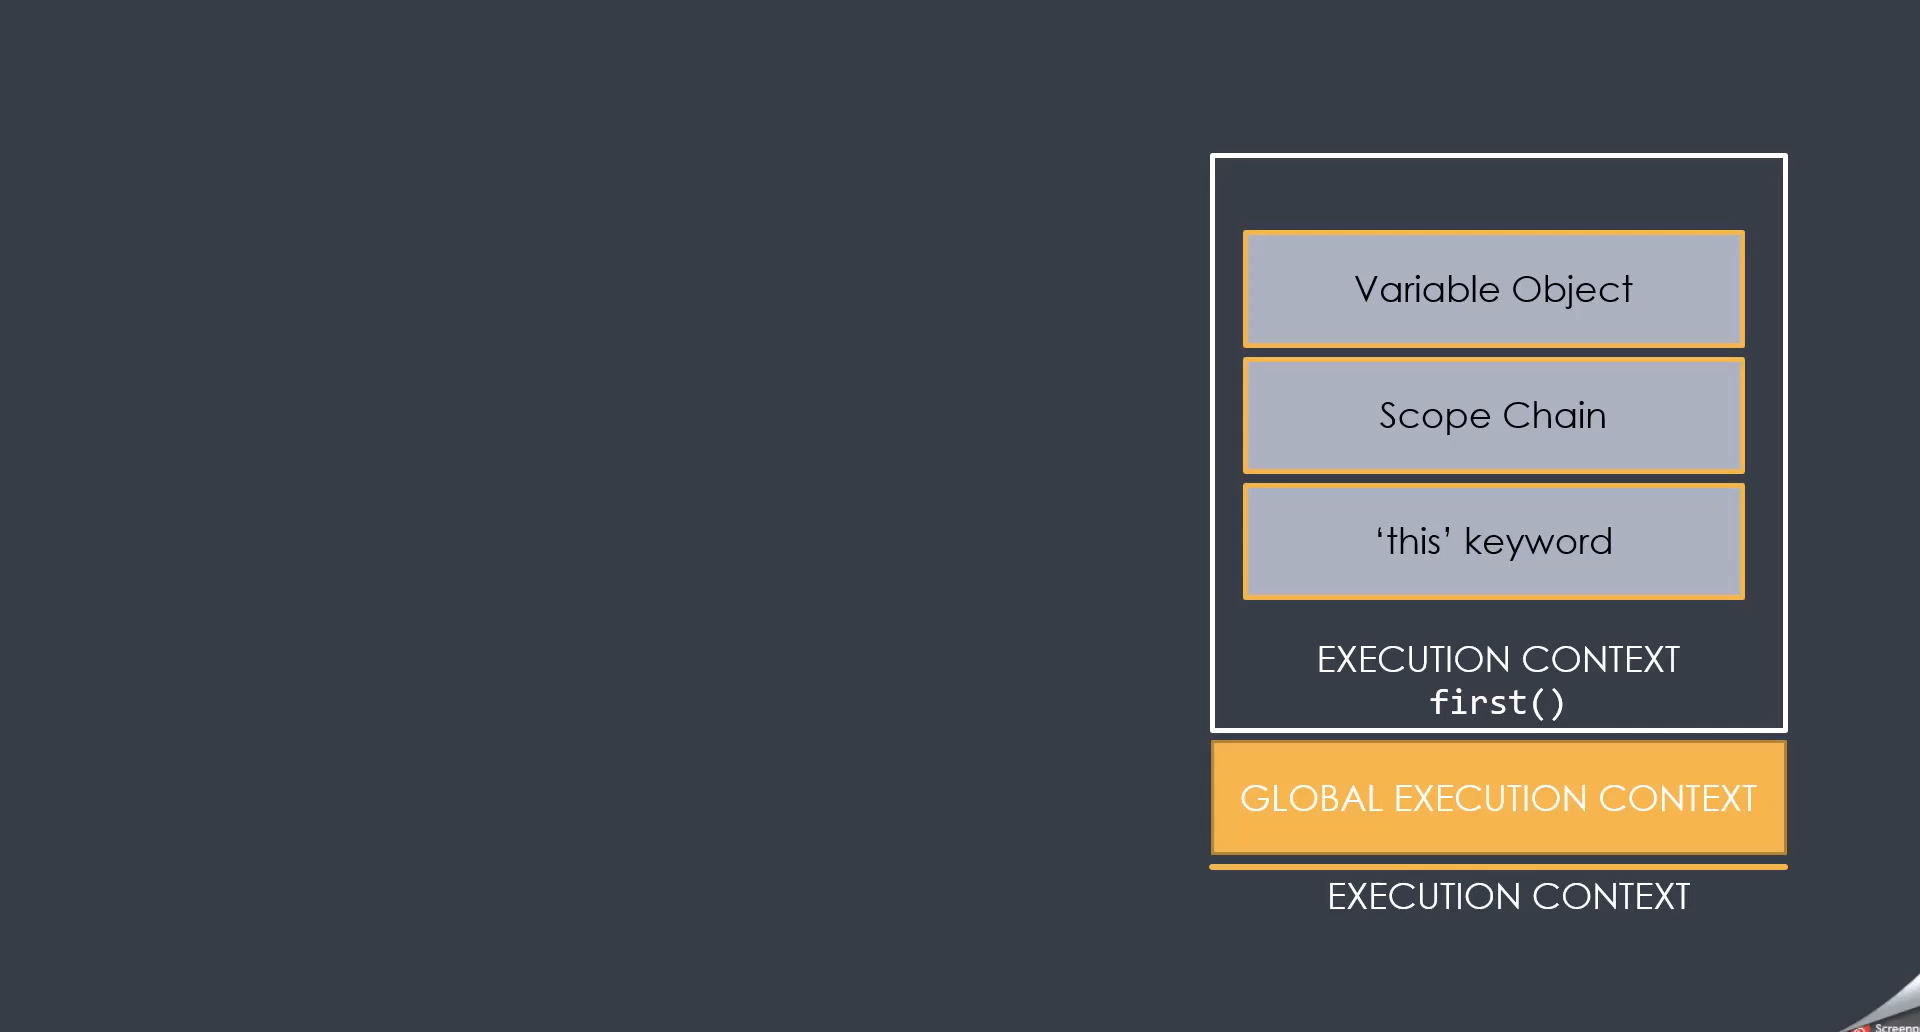 Variable Object
Scope Chain
‘this’ keyword
EXECUTION CONTEXT
first()
GLOBAL EXECUTION CONTEXT
EXECUTION CONTEXT